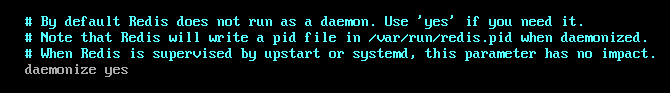 # By default Redis does not run as a daemon. Use 'yes' if you need it.
# Note that Redis will write a pid file in /var/run/redis.pid when daemonized.
# When Redis is supervised by upstart or systemd, this parameter has no impact.
daemonize yes